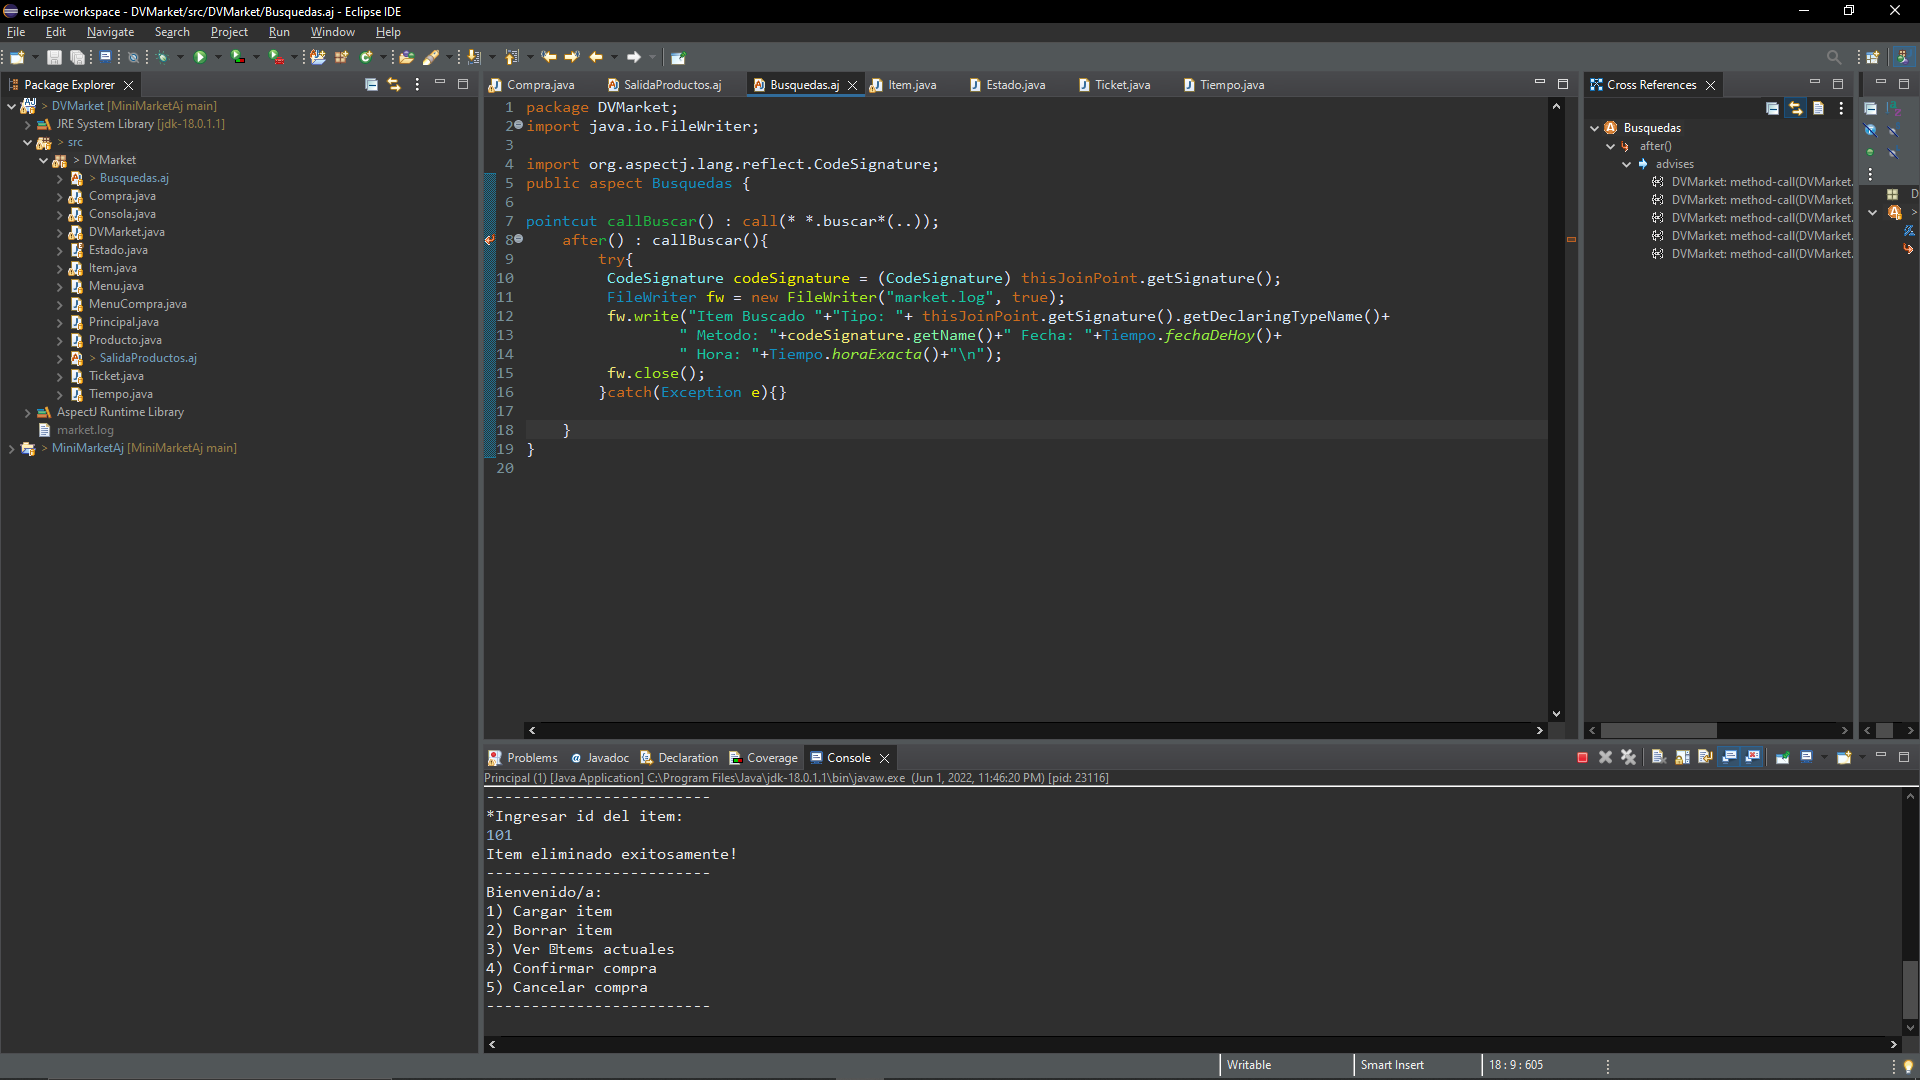 eclipse-workspace - DVMarket/src/DVMarket/Busquedas.aj - Eclipse IDE
File Edit Navigate Search Project Run Window Help
Package Explorer
> DVMarket [MiniMarketAj main]
JRE System Library [jdk-18.0.1.1]
> src
> DVMarket
> Busquedas.aj
Compra.java
Consola.java
DVMarket.java
Estado.java
Item.java
Menu.java
MenuCompra.java
Principal.java
Producto.java
> SalidaProductos.aj
Ticket.java
Tiempo.java
AspectJ Runtime Library
market.log
> MiniMarketAj [MiniMarketAj main]
Compra.java SalidaProductos.aj Busquedas.aj Item.java Estado.java Ticket.java Tiempo.java
1 package DVMarket;
2 import java.io.FileWriter;
3
4 import org.aspectj.lang.reflect.CodeSignature;
5 public aspect Busquedas {
6
7 pointcut callBuscar() : call(* *.buscar*(..));
8     after() : callBuscar(){
9         try{
10          CodeSignature codeSignature = (CodeSignature) thisJoinPoint.getSignature();
11          FileWriter fw = new FileWriter("market.log", true);
12          fw.write("Item Buscado "+"Tipo: "+ thisJoinPoint.getSignature().getDeclaringTypeName()+
13                  " Metodo: "+codeSignature.getName()+" Fecha: "+Tiempo.fechaDeHoy()+
14                  " Hora: "+Tiempo.horaExacta()+"\n");
15          fw.close();
16         }catch(Exception e){}
17
18     }
19 }
20
Cross References
Busquedas
after()
advises
DVMarket: method-call(DVMarket.
DVMarket: method-call(DVMarket.
DVMarket: method-call(DVMarket.
DVMarket: method-call(DVMarket.
DVMarket: method-call(DVMarket.
D
>
Problems Javadoc Declaration Coverage Console
Principal (1) [Java Application] C:\Program Files\Java\jdk-18.0.1.1\bin\javaw.exe (Jun 1, 2022, 11:46:20 PM) [pid: 23116]
-------------------------
*Ingresar id del item:
101
Item eliminado exitosamente!
-------------------------
Bienvenido/a:
1) Cargar item
2) Borrar item
3) Ver �tems actuales
4) Confirmar compra
5) Cancelar compra
-------------------------
Writable Smart Insert 18 : 9 : 605